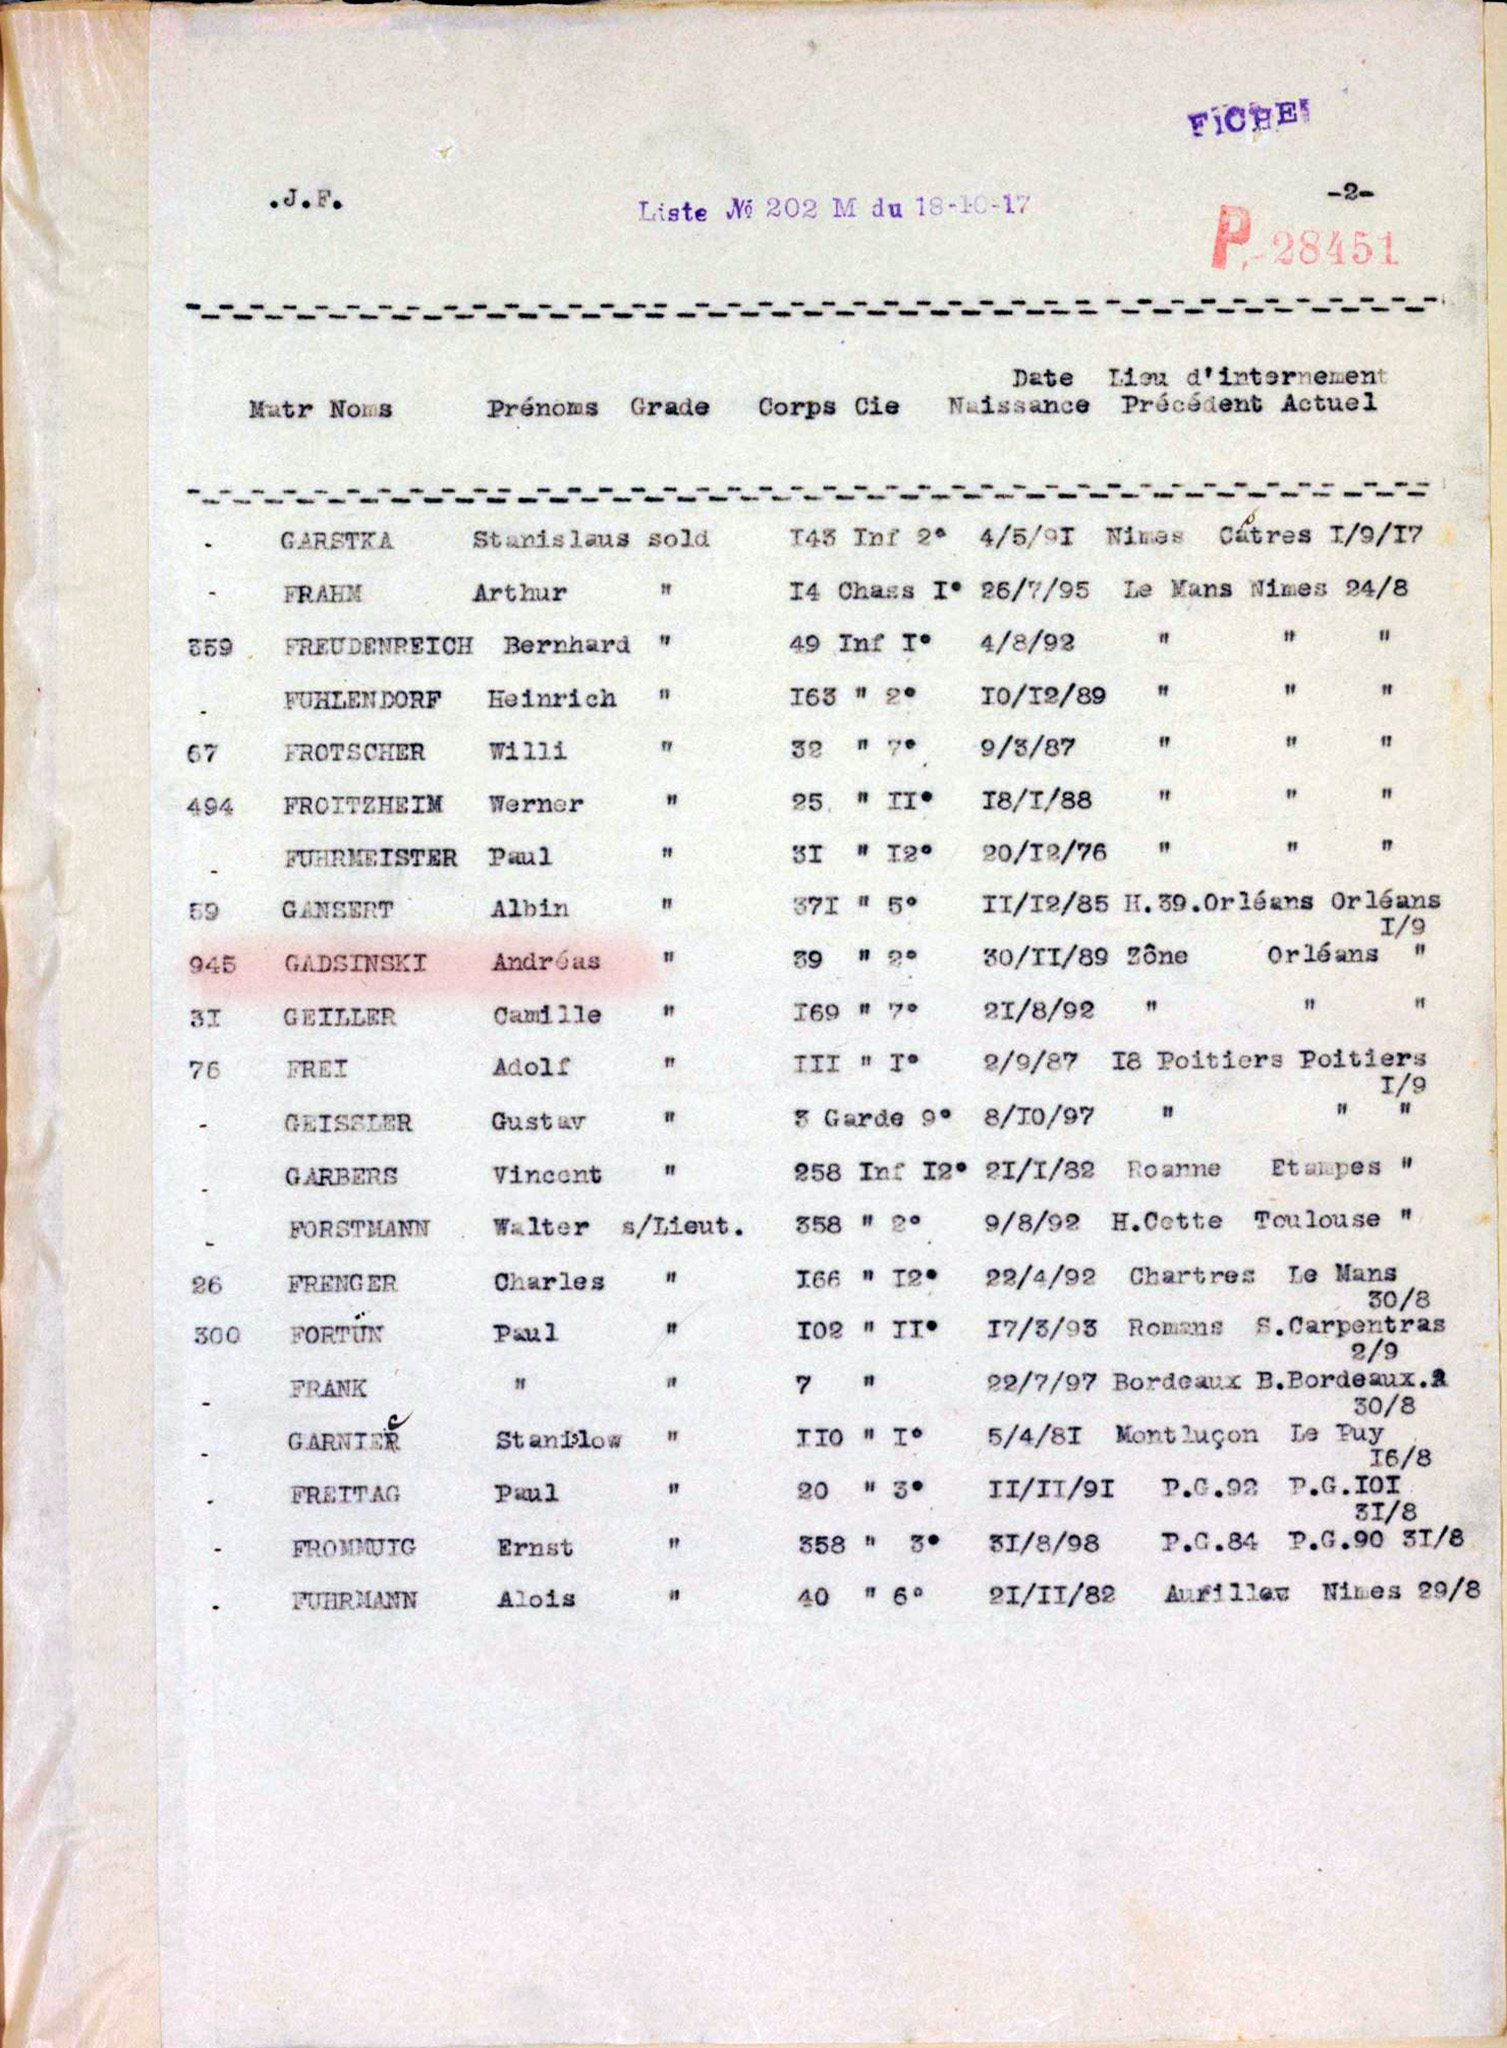 FICHE
.J.F.
Liste № 202 M du 18-10-17
-2-
P.-28451
Date Lieu d'internement
Matr Noms Prénoms Grade Corps Cie Naissance Précédent Actuel
- GARSTKA Stanislaus sold I43 Inf 2° 4/5/9I Nimes Catres I/9/I7
- FRAHM Arthur " I4 Chass I° 26/7/95 Le Mans Nimes 24/8
359 FREUDENREICH Bernhard " 49 Inf I° 4/8/92 " " "
- FUHLENDORF Heinrich " I63 " 2° I0/I2/89 " " "
67 FROTSCHER Willi " 32 " 7° 9/3/87 " " "
494 FROITZHEIM Werner " 25 " II° I8/I/88 " " "
- FUHRMEISTER Paul " 3I " I2° 20/I2/76 " " "
59 GANSERT Albin " 37I " 5° II/I2/85 H.39.Orléans Orléans
I/9
945 GADSINSKI Andréas " 39 " 2° 30/II/89 Zône Orléans "
3I GEILLER Camille " I69 " 7° 2I/8/92 " " "
76 FREI Adolf " III " I° 2/9/87 I8 Poitiers Poitiers
I/9
- GEISSLER Gustav " 3 Garde 9° 8/I0/97 " " "
- GARBERS Vincent " 258 Inf I2° 2I/I/82 Roanne Etampes "
- FORSTMANN Walter s/Lieut. 358 " 2° 9/8/92 H.Cette Toulouse "
26 FRENGER Charles " I66 " I2° 22/4/92 Chartres Le Mans
30/8
300 FORTÜN Paul " I02 " II° I7/3/93 Romans S.Carpentras
2/9
- FRANK " " 7 " 22/7/97 Bordeaux B.Bordeaux.
30/8
- GARNIEC Stanislow " II0 " I° 5/4/8I Montluçon Le Puy
I6/8
- FREITAG Paul " 20 " 3° II/II/9I P.G.92 P.G.I0I
3I/8
- FROMMUIG Ernst " 358 " 3° 3I/8/98 P.G.84 P.G.90 3I/8
- FUHRMANN Alois " 40 " 6° 2I/II/82 Nimes 29/8